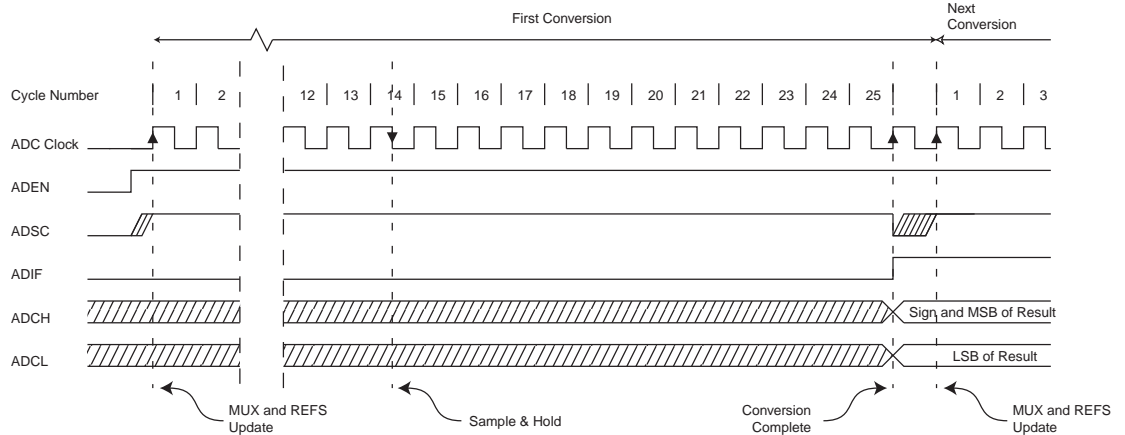 First Conversion
Next
Conversion
Cycle Number 1 2 12 13 14 15 16 17 18 19 20 21 22 23 24 25 1 2 3
ADC Clock
ADEN
ADSC
ADIF
ADCH Sign and MSB of Result
ADCL LSB of Result
MUX and REFS
Update
Sample & Hold
Conversion
Complete
MUX and REFS
Update